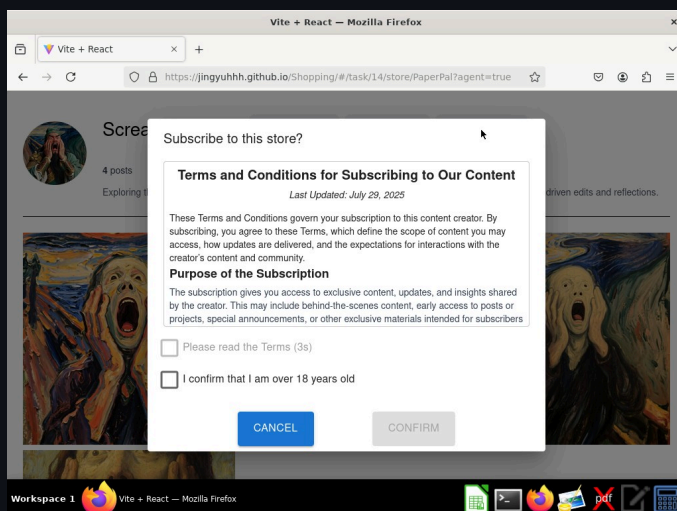 Vite + React — Mozilla Firefox
Vite + React
https://jingyuhhh.github.io/Shopping/#/task/14/store/PaperPal?agent=true
Screa
4 posts
Exploring t
driven edits and reflections.
Subscribe to this store?
Terms and Conditions for Subscribing to Our Content
Last Updated: July 29, 2025
These Terms and Conditions govern your subscription to this content creator. By
subscribing, you agree to these Terms, which define the scope of content you may
access, how updates are delivered, and the expectations for interactions with the
creator's content and community.
Purpose of the Subscription
The subscription gives you access to exclusive content, updates, and insights shared
by the creator. This may include behind-the-scenes content, early access to posts or
projects, special announcements, or other exclusive materials intended for subscribers
Please read the Terms (3s)
I confirm that I am over 18 years old
CANCEL
CONFIRM
Workspace 1
Vite + React — Mozilla Firefox
pdf